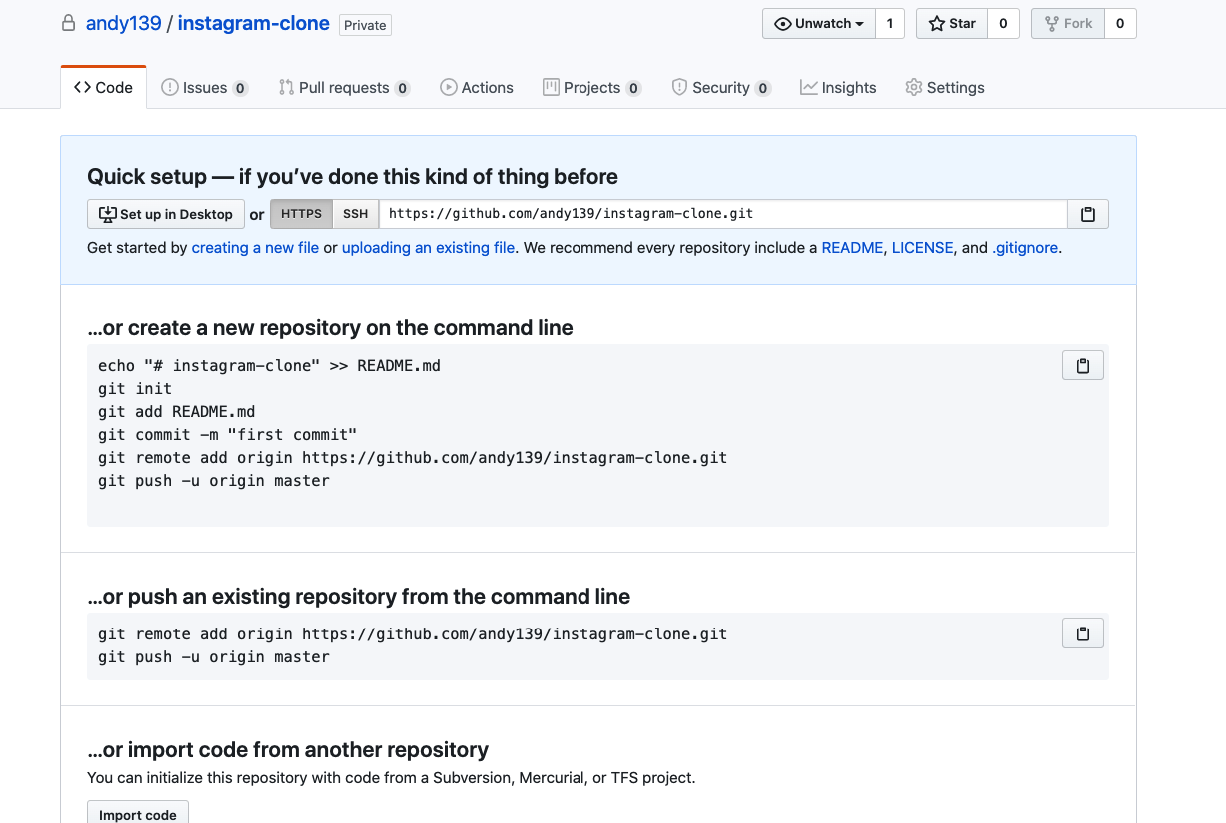 andy139 / instagram-clone Private
Unwatch 1 Star 0 Fork 0
Code Issues 0 Pull requests 0 Actions Projects 0 Security 0 Insights Settings
Quick setup — if you’ve done this kind of thing before
Set up in Desktop or HTTPS SSH https://github.com/andy139/instagram-clone.git
Get started by creating a new file or uploading an existing file. We recommend every repository include a README, LICENSE, and .gitignore.
…or create a new repository on the command line
echo "# instagram-clone" >> README.md
git init
git add README.md
git commit -m "first commit"
git remote add origin https://github.com/andy139/instagram-clone.git
git push -u origin master
…or push an existing repository from the command line
git remote add origin https://github.com/andy139/instagram-clone.git
git push -u origin master
…or import code from another repository
You can initialize this repository with code from a Subversion, Mercurial, or TFS project.
Import code